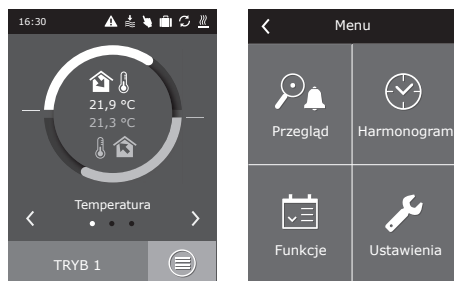 16:30
21,9 °C
21,3 °C
Temperatura
TRYB 1
Menu
Przegląd
Harmonogram
Funkcje
Ustawienia